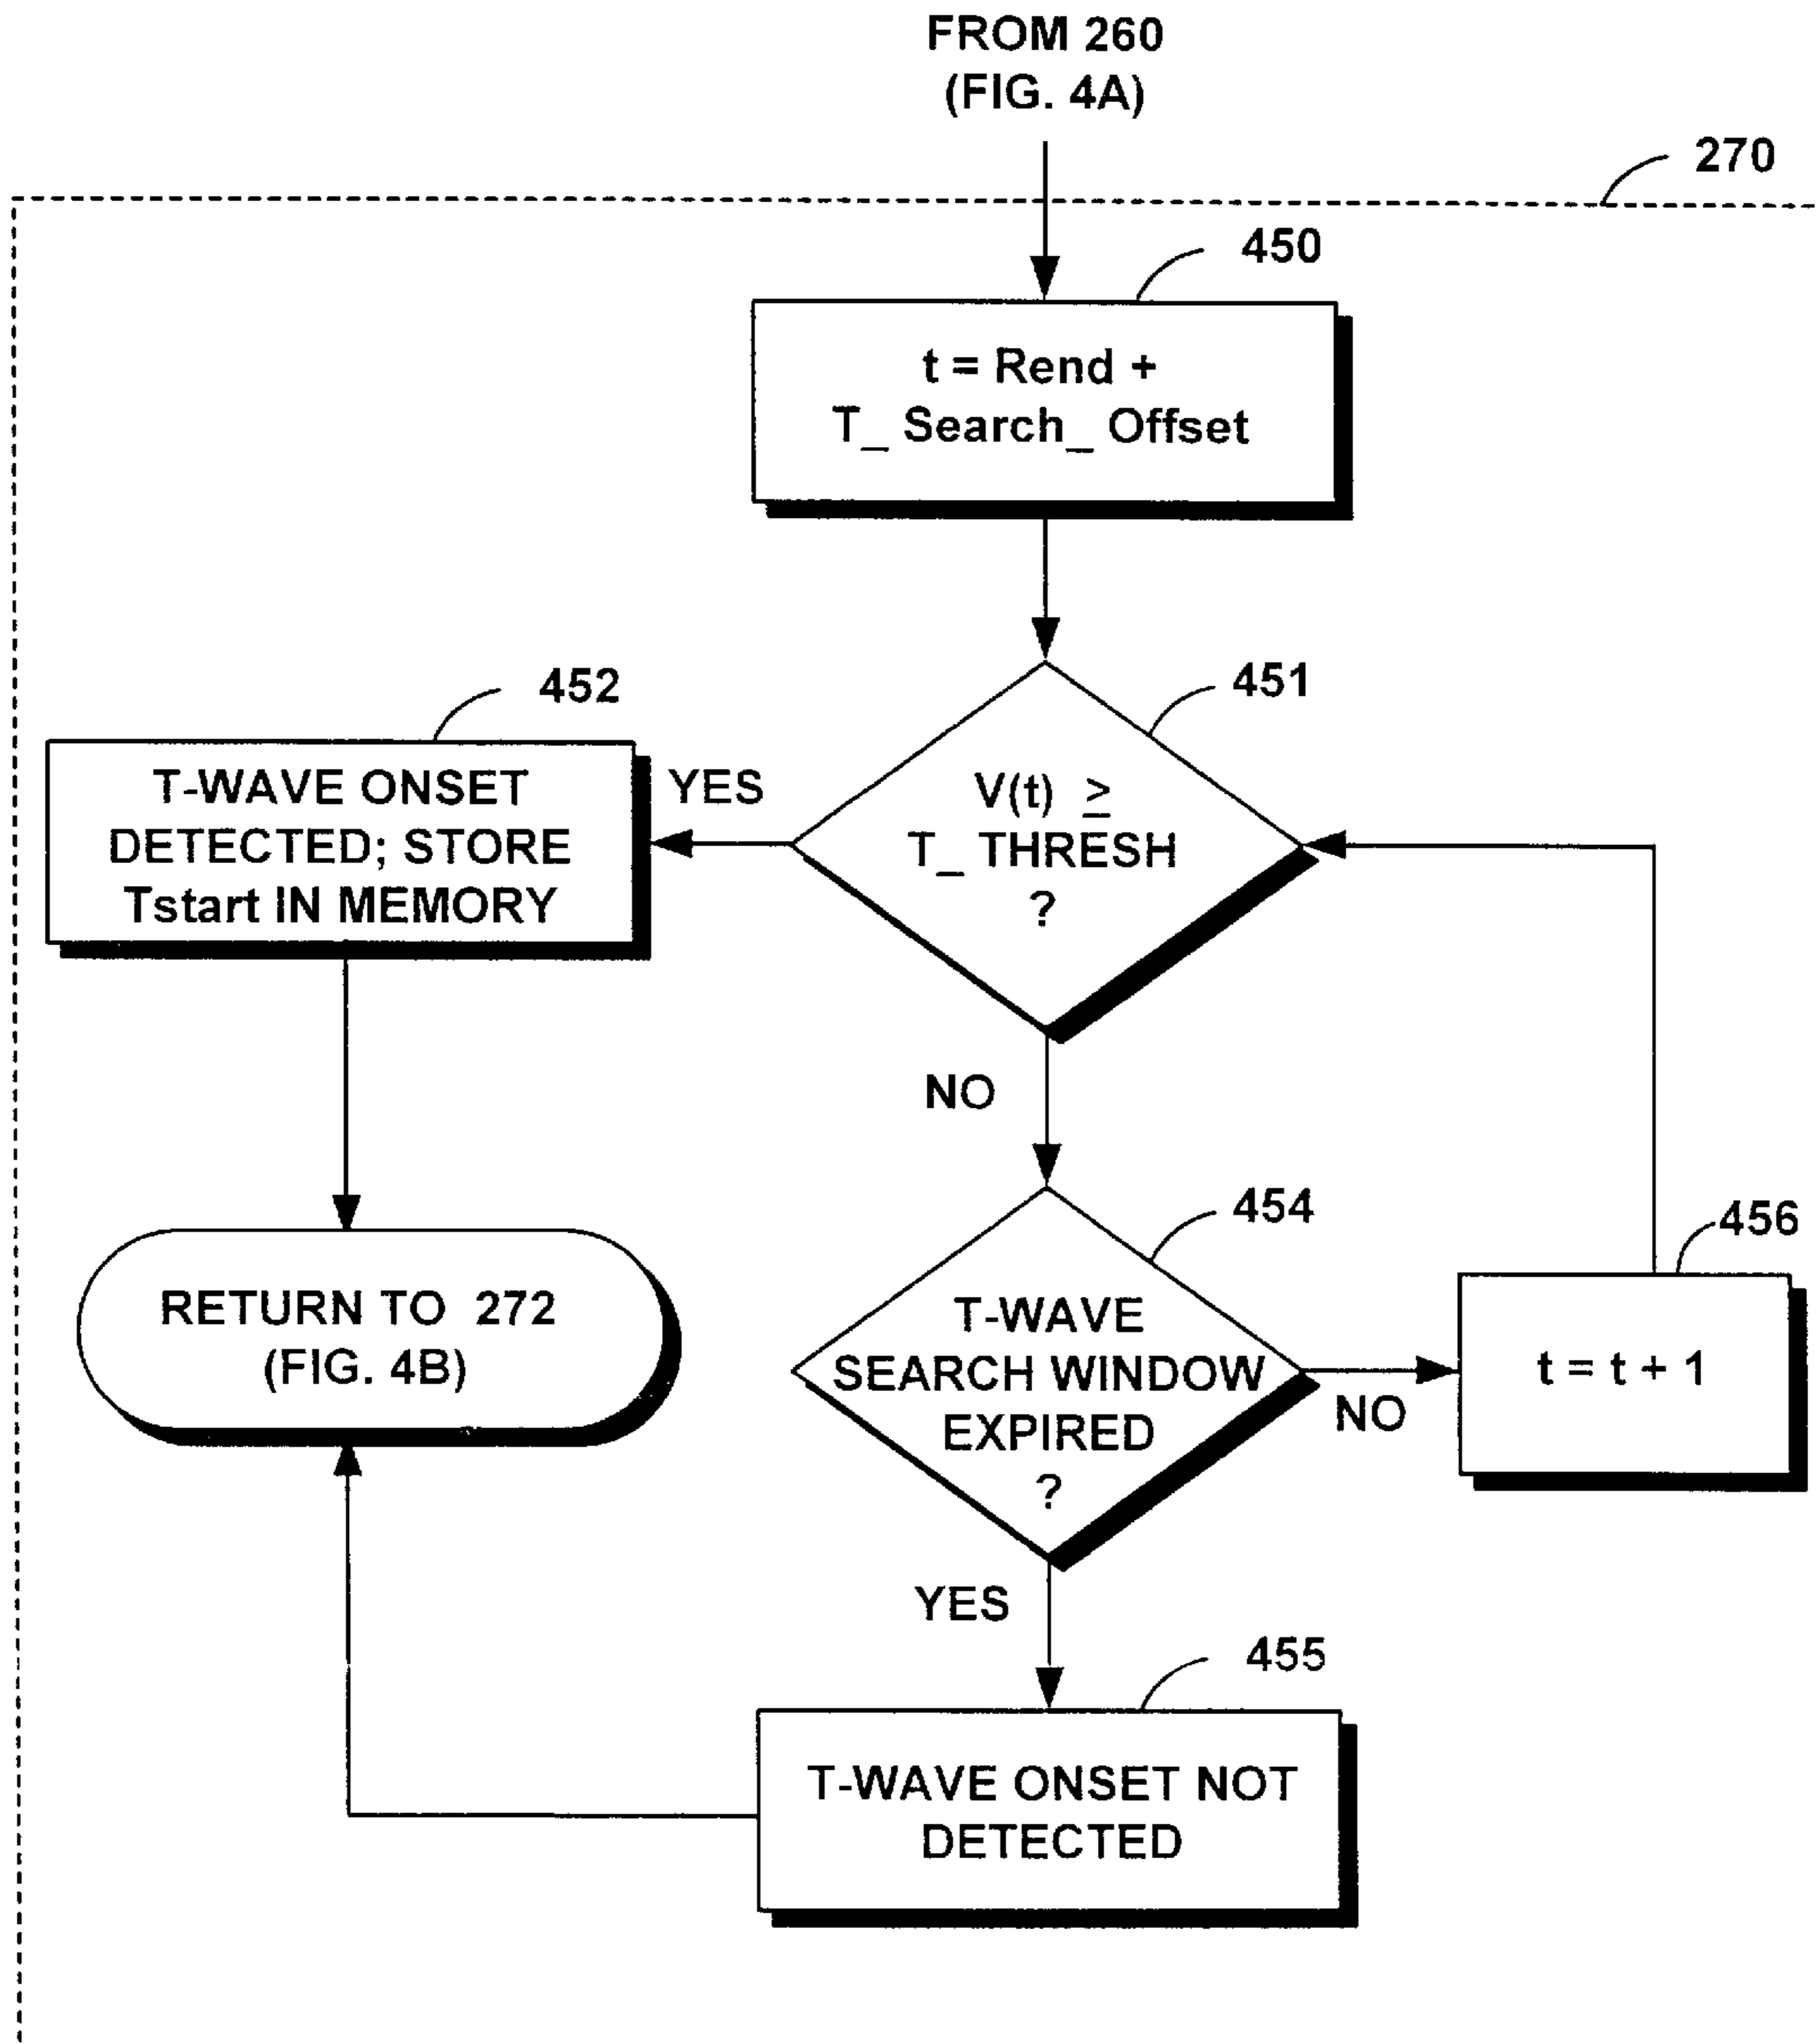 FROM 260
(FIG. 4A)
270
450
t = Rend +
T_ Search_ Offset
452
451
T-WAVE ONSET
DETECTED; STORE
Tstart IN MEMORY
YES
V(t) ≥
T_ THRESH
?
NO
454
456
RETURN TO 272
(FIG. 4B)
T-WAVE
SEARCH WINDOW
EXPIRED
?
NO
t = t + 1
YES
455
T-WAVE ONSET NOT
DETECTED